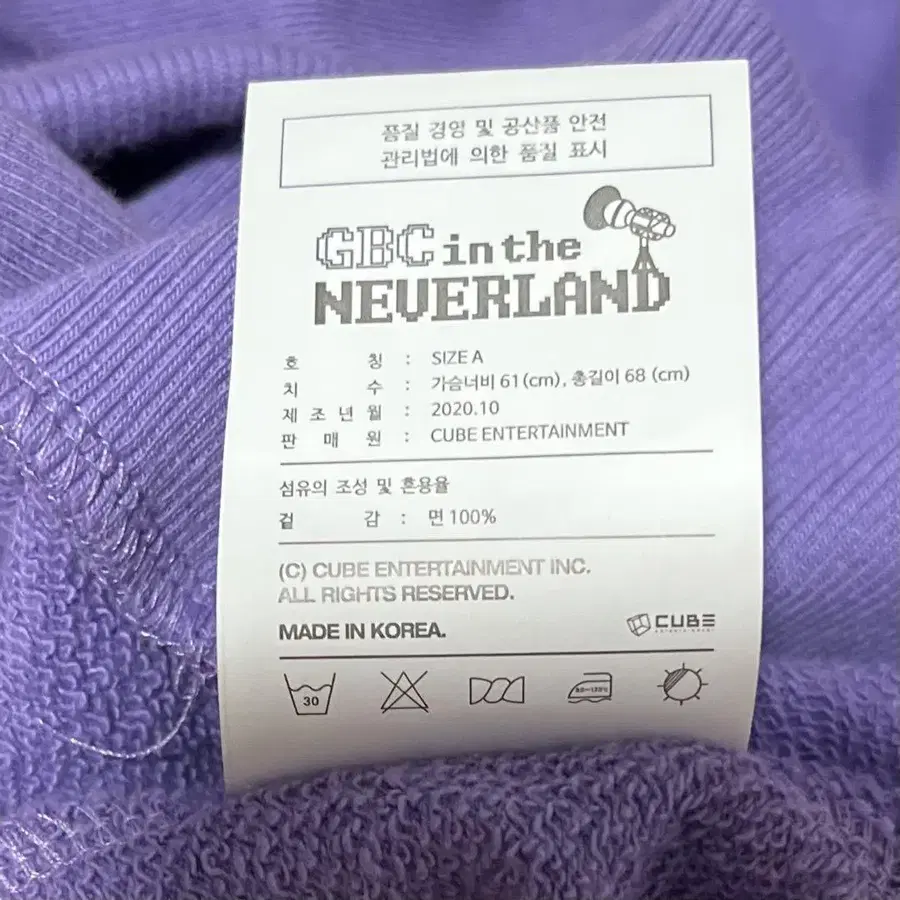 품질 경영 및 공산품 안전
관리법에 의한 품질 표시
GBC in the
NEVERLAND
호 칭 : SIZE A
치 수 : 가슴너비 61 (cm), 총길이 68 (cm)
제 조 년 월 : 2020.10
판 매 원 : CUBE ENTERTAINMENT
섬유의 조성 및 혼용율
겉 감 : 면 100%
(C) CUBE ENTERTAINMENT INC.
ALL RIGHTS RESERVED.
MADE IN KOREA.
CUBE
30